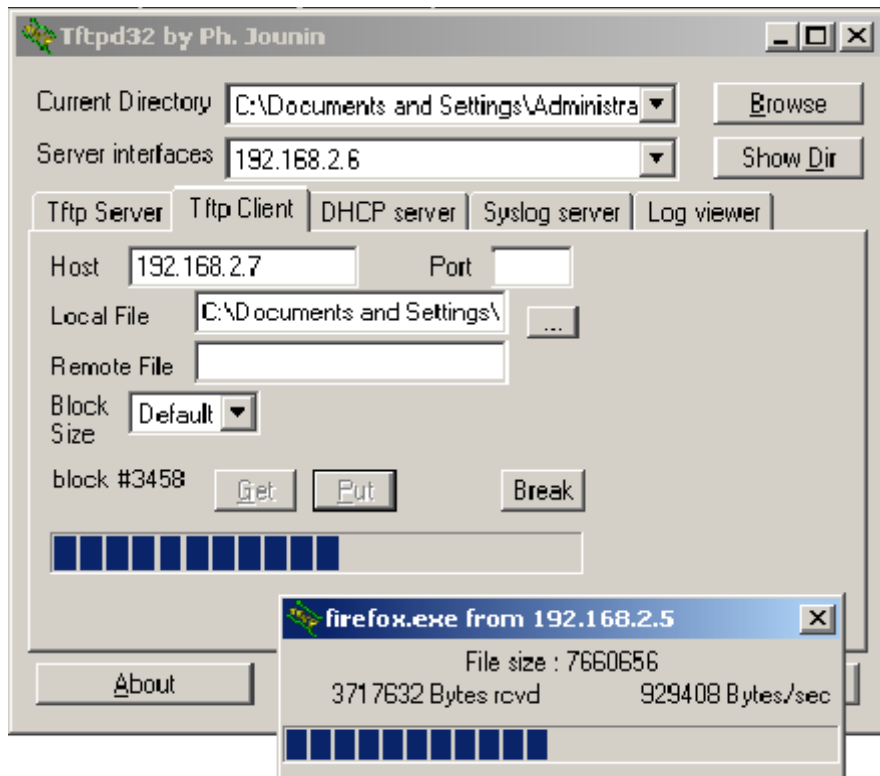 Tftpd32 by Ph. Jounin
Current Directory C:\Documents and Settings\Administra Browse
Server interfaces 192.168.2.6 Show Dir
Tftp Server Tftp Client DHCP server Syslog server Log viewer
Host 192.168.2.7 Port
Local File C:\Documents and Settings\ ...
Remote File
Block
Size Default
block #3458 Get Put Break
firefox.exe from 192.168.2.5
File size : 7660656
3717632 Bytes rcvd 929408 Bytes/sec
About